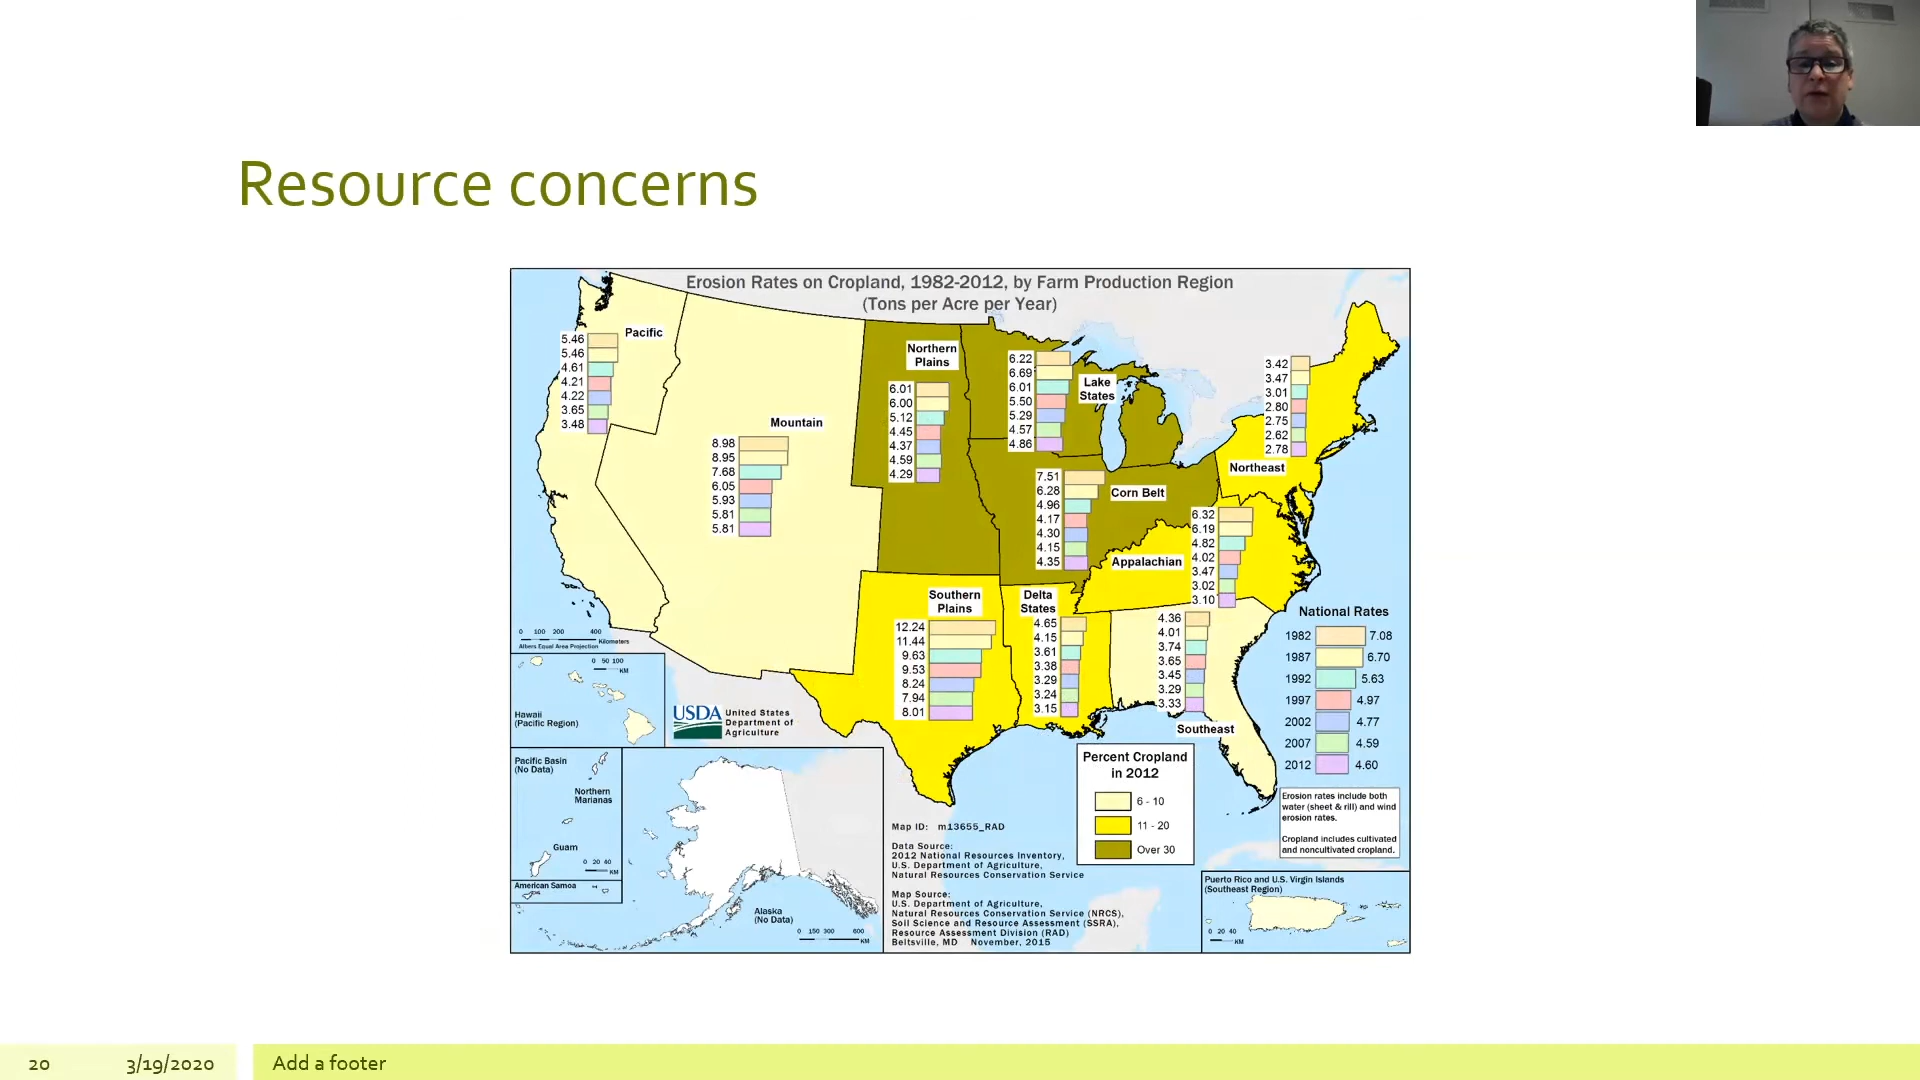 Resource concerns
Erosion Rates on Cropland, 1982-2012, by Farm Production Region
(Tons per Acre per Year)
Pacific
5.46
5.46
4.61
4.21
4.22
3.65
3.48
Mountain
8.98
8.95
7.68
6.05
5.93
5.81
5.81
Northern
Plains
6.01
6.00
5.12
4.45
4.37
4.59
4.29
Lake
States
6.22
6.69
6.01
5.50
5.29
4.57
4.86
Corn Belt
7.51
6.28
4.96
4.17
4.30
4.15
4.35
3.42
3.47
3.01
2.80
2.75
2.62
2.78
Northeast
6.32
6.19
4.82
4.02
3.47
3.02
3.10
Appalachian
Southern
Plains
12.24
11.44
9.63
9.53
8.24
7.94
8.01
Delta
States
4.65
4.15
3.61
3.38
3.29
3.24
3.15
4.36
4.01
3.74
3.65
3.45
3.29
3.33
Southeast
National Rates
1982 7.08
1987 6.70
1992 5.63
1997 4.97
2002 4.77
2007 4.59
2012 4.60
0 100 200 400
Kilometers
Albers Equal Area Projection
0 50 100
KM
Hawaii
(Pacific Region)
USDA
United States
Department of
Agriculture
Pacific Basin
(No Data)
Northern
Marianas
Guam
0 20 40
KM
American Samoa
Alaska
(No Data)
0 150 300 600
KM
Percent Cropland
in 2012
6 - 10
11 - 20
Over 30
Erosion rates include both
water (sheet & rill) and wind
erosion rates.
Cropland includes cultivated
and noncultivated cropland.
Map ID: m13655_RAD
Data Source:
2012 National Resources Inventory,
U.S. Department of Agriculture,
Natural Resources Conservation Service
Map Source:
U.S. Department of Agriculture,
Natural Resources Conservation Service (NRCS),
Soil Science and Resource Assessment (SSRA),
Resource Assessment Division (RAD)
Beltsville, MD November, 2015
Puerto Rico and U.S. Virgin Islands
(Southeast Region)
0 20 40
KM
20 3/19/2020 Add a footer